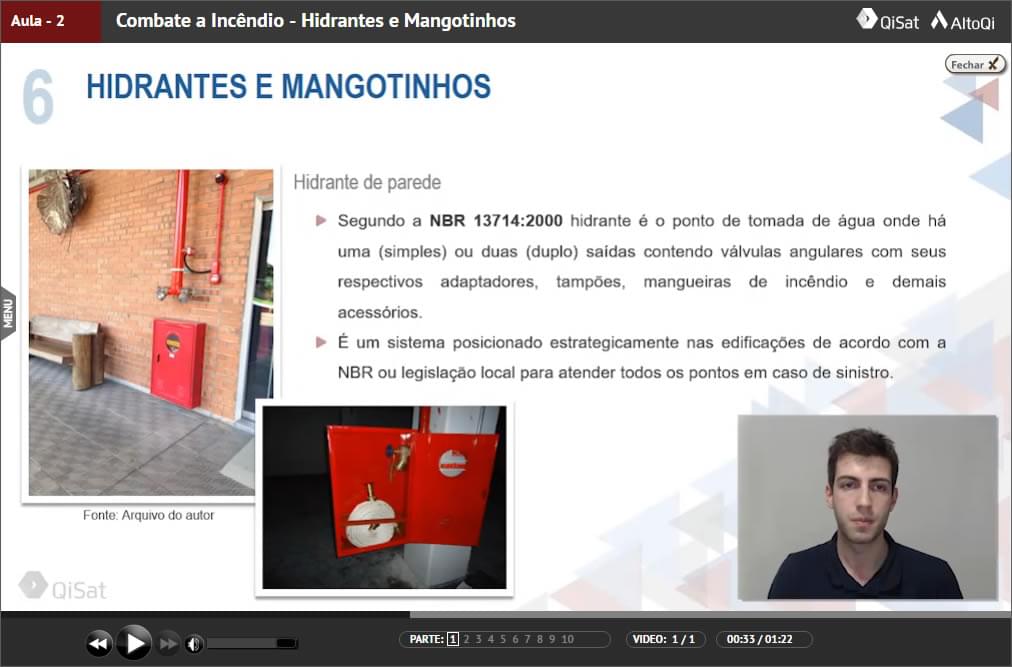 Aula - 2
Combate a Incêndio - Hidrantes e Mangotinhos
QiSat AltoQi
Fechar
6 HIDRANTES E MANGOTINHOS
Hidrante de parede
Segundo a NBR 13714:2000 hidrante é o ponto de tomada de água onde há
uma (simples) ou duas (duplo) saídas contendo válvulas angulares com seus
respectivos adaptadores, tampões, mangueiras de incêndio e demais
acessórios.
É um sistema posicionado estrategicamente nas edificações de acordo com a
NBR ou legislação local para atender todos os pontos em caso de sinistro.
MENU
Fonte: Arquivo do autor
QiSat
PARTE: 1 2 3 4 5 6 7 8 9 10
VIDEO: 1 / 1
00:33 / 01:22